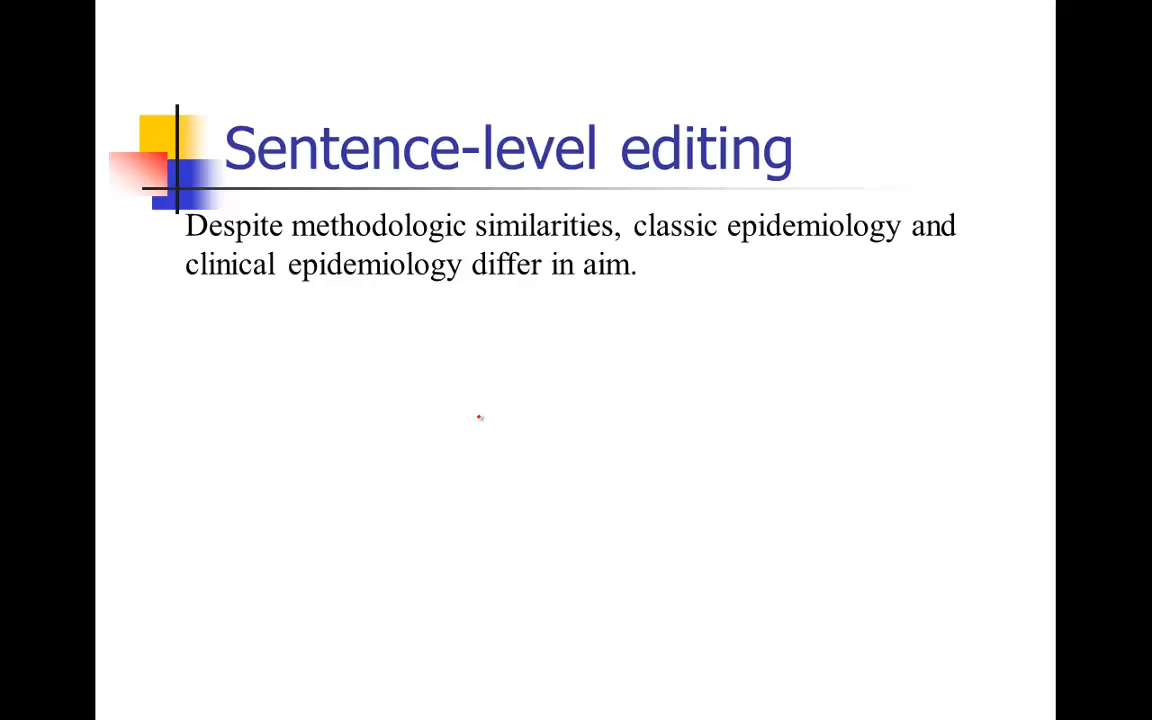 Sentence-level editing
Despite methodologic similarities, classic epidemiology and
clinical epidemiology differ in aim.